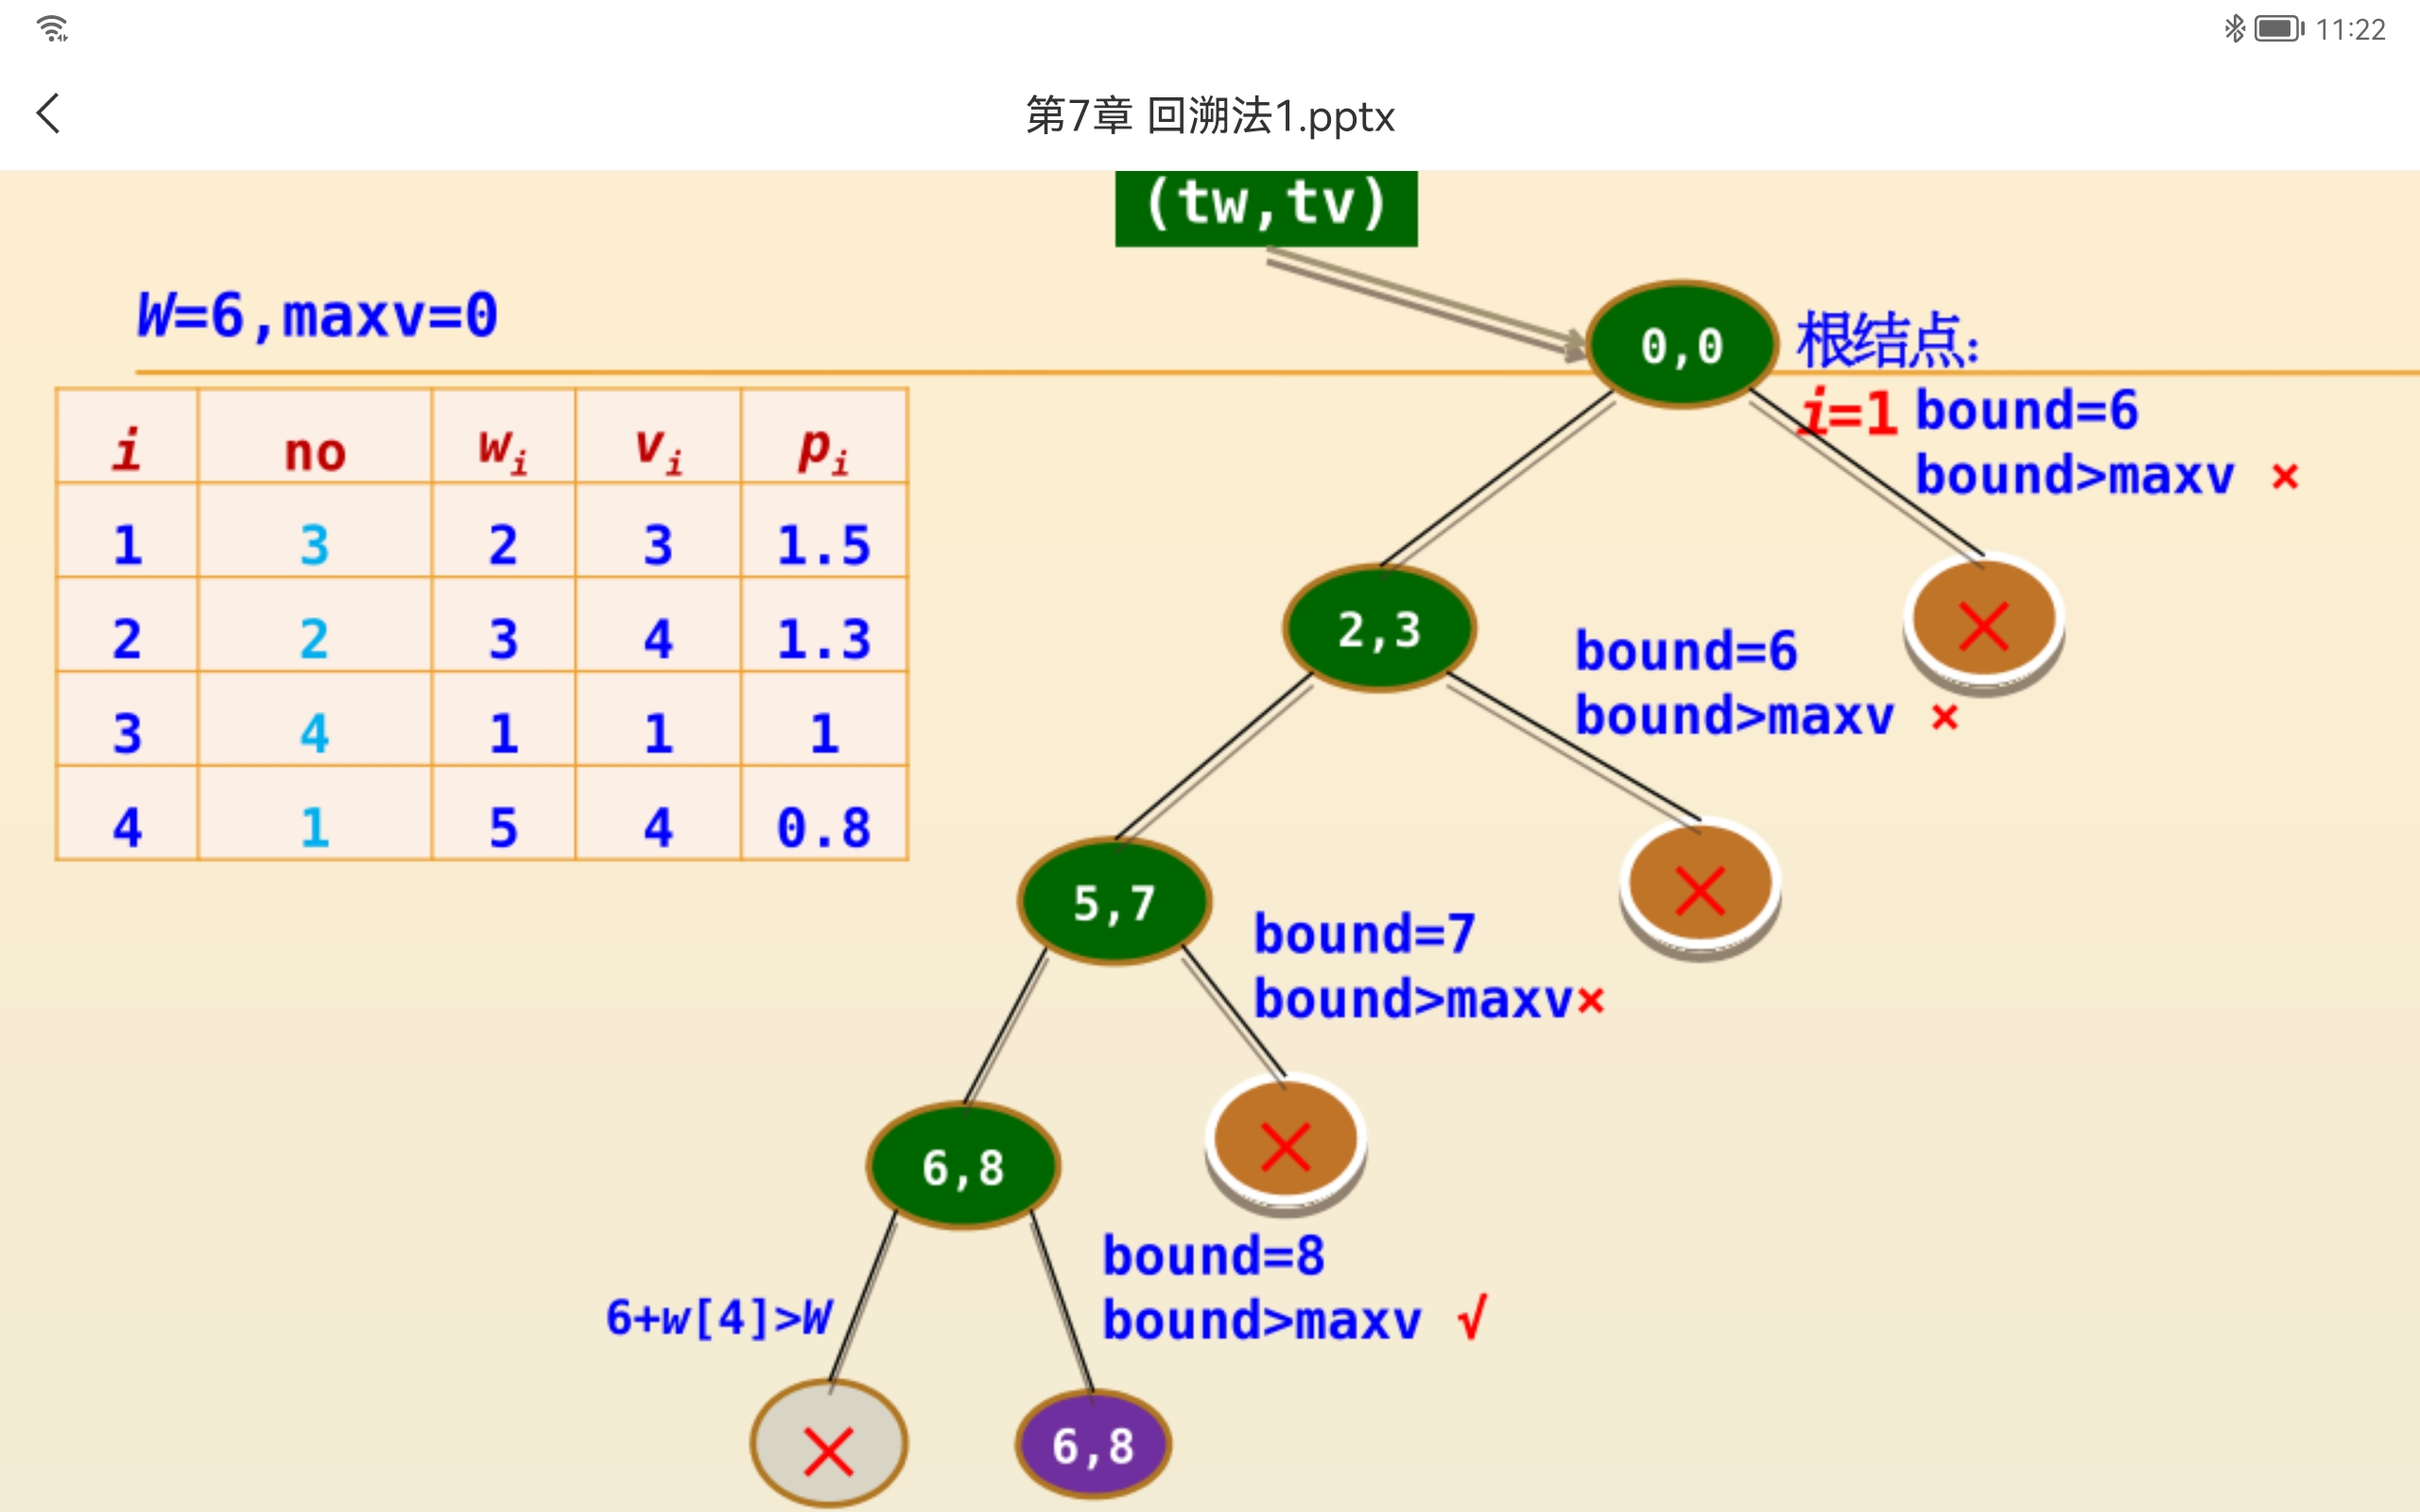 11:22
第7章 回溯法1.pptx
(tw,tv)
W=6,maxv=0
0,0
根结点:
i=1 bound=6
bound>maxv ×
i no wi vi pi
1 3 2 3 1.5
2 2 3 4 1.3
3 4 1 1 1
4 1 5 4 0.8
2,3
bound=6
bound>maxv ×
5,7
bound=7
bound>maxv×
6,8
bound=8
bound>maxv √
6+w[4]>W
6,8